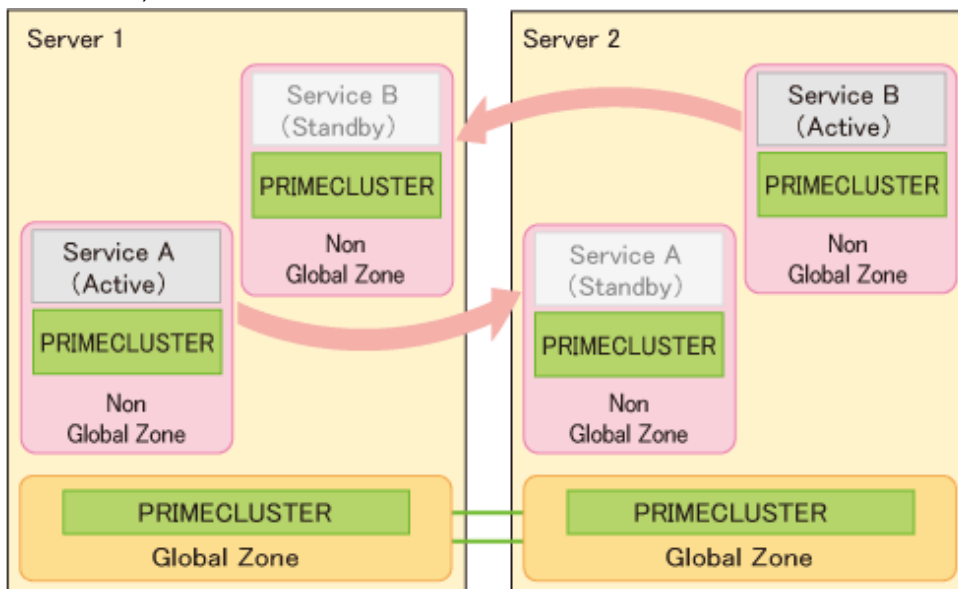 Server 1
Service B
(Standby)
PRIMECLUSTER
Non
Global Zone
Service A
(Active)
PRIMECLUSTER
Non
Global Zone
PRIMECLUSTER
Global Zone
Server 2
Service B
(Active)
PRIMECLUSTER
Non
Global Zone
Service A
(Standby)
PRIMECLUSTER
Non
Global Zone
PRIMECLUSTER
Global Zone